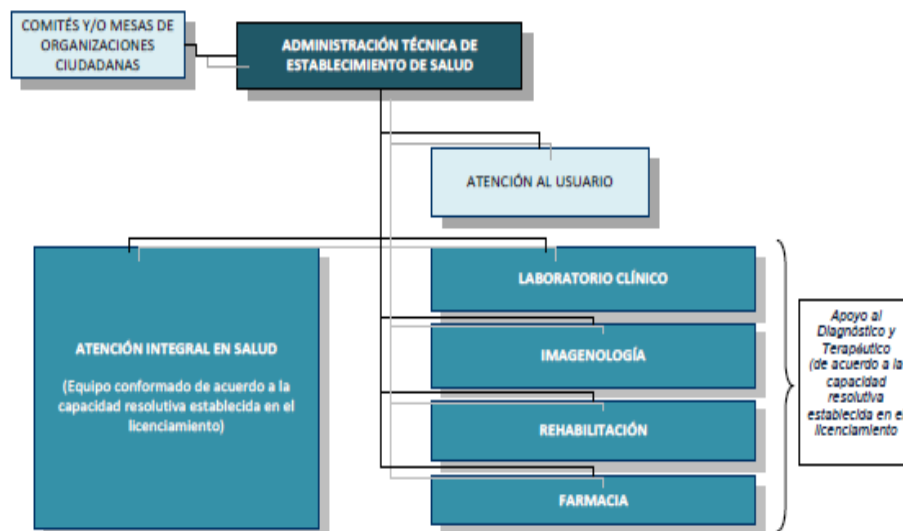 COMITÉS Y/O MESAS DE
ORGANIZACIONES
CIUDADANAS
ADMINISTRACIÓN TÉCNICA DE
ESTABLECIMIENTO DE SALUD
ATENCIÓN AL USUARIO
ATENCIÓN INTEGRAL EN SALUD
(Equipo conformado de acuerdo a la
capacidad resolutiva establecida en el
licenciamiento)
LABORATORIO CLÍNICO
IMAGENOLOGÍA
REHABILITACIÓN
FARMACIA
Apoyo al
Diagnóstico y
Terapéutico
(de acuerdo a la
capacidad
resolutiva
establecida en el
licenciamiento